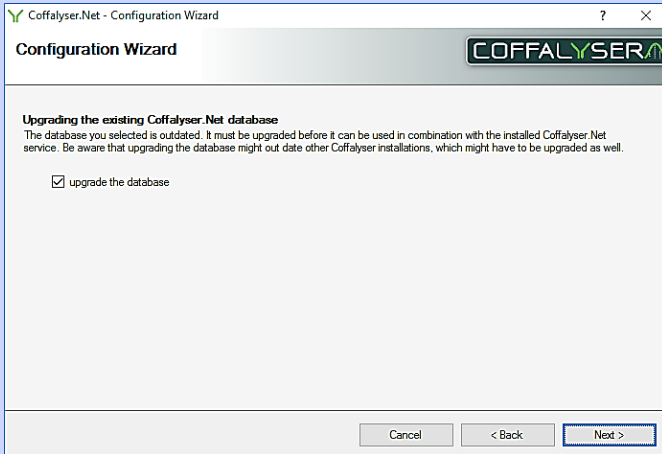 Coffalyser.Net - Configuration Wizard
?
Configuration Wizard
COFFALYSER
Upgrading the existing Coffalyser.Net database
The database you selected is outdated. It must be upgraded before it can be used in combination with the installed Coffalyser.Net
service. Be aware that upgrading the database might out date other Coffalyser installations, which might have to be upgraded as well.
upgrade the database
Cancel
< Back
Next >